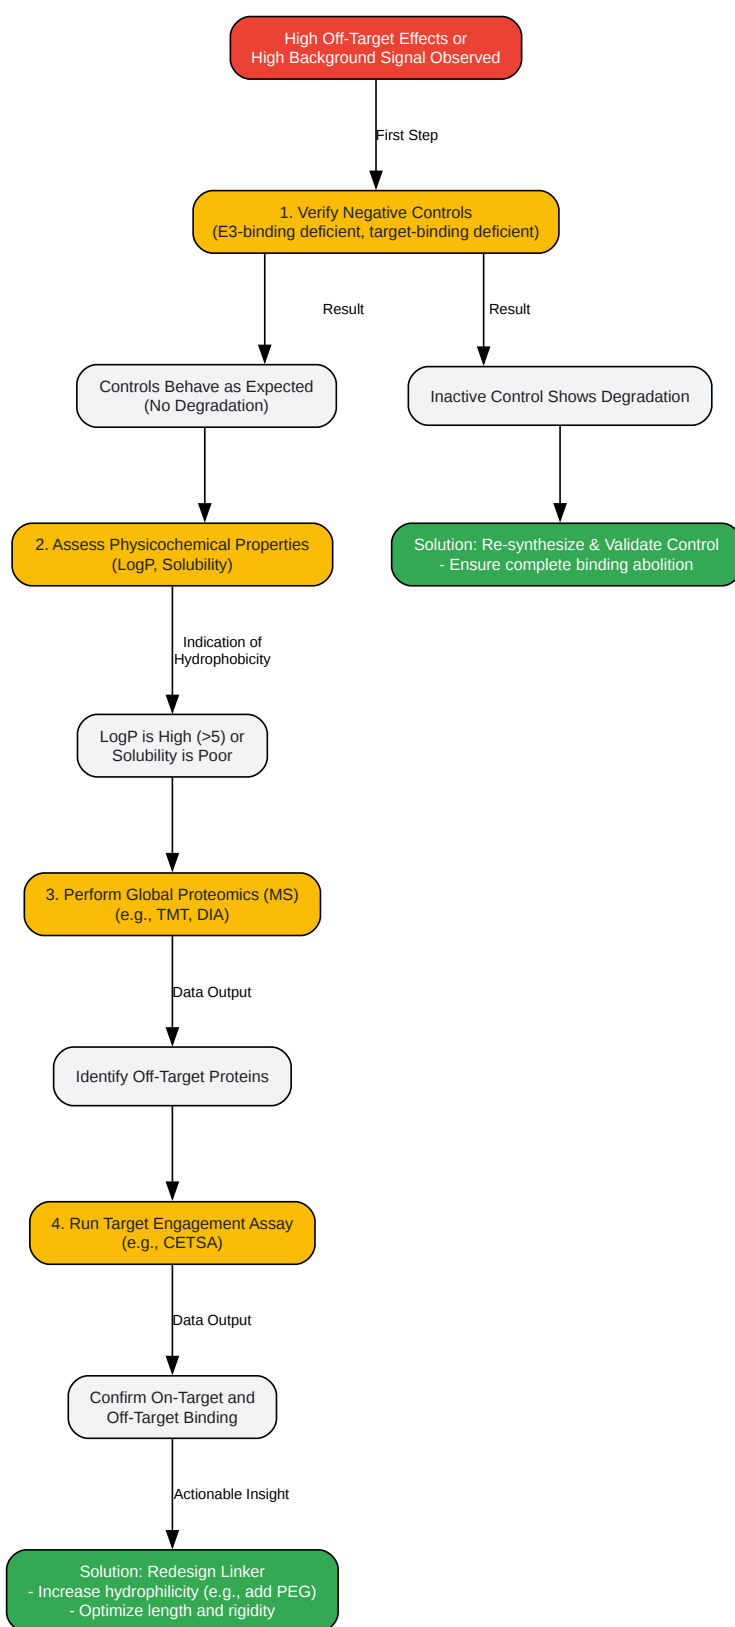 High Off-Target Effects or
High Background Signal Observed
First Step
1. Verify Negative Controls
(E3-binding deficient, target-binding deficient)
Result
Result
Controls Behave as Expected
(No Degradation)
Inactive Control Shows Degradation
2. Assess Physicochemical Properties
(LogP, Solubility)
Solution: Re-synthesize & Validate Control
- Ensure complete binding abolition
Indication of
Hydrophobicity
LogP is High (>5) or
Solubility is Poor
3. Perform Global Proteomics (MS)
(e.g., TMT, DIA)
Data Output
Identify Off-Target Proteins
4. Run Target Engagement Assay
(e.g., CETSA)
Data Output
Confirm On-Target and
Off-Target Binding
Actionable Insight
Solution: Redesign Linker
- Increase hydrophilicity (e.g., add PEG)
- Optimize length and rigidity